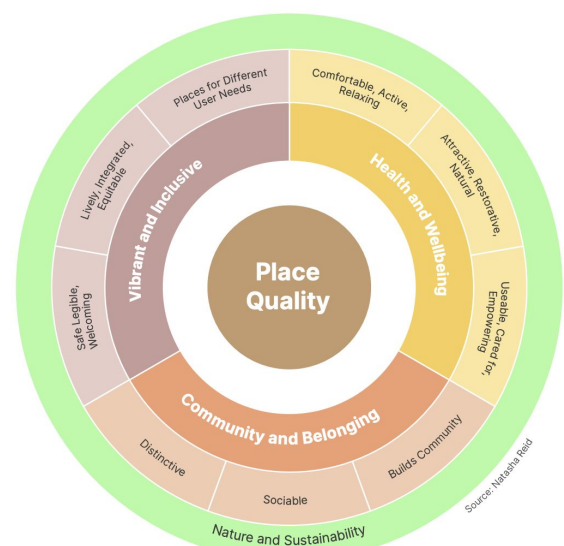 Place
Quality
Vibrant and Inclusive
Health and Wellbeing
Community and Belonging
Places for Different
User Needs
Comfortable, Active,
Relaxing
Attractive, Restorative,
Natural
Useable, Cared for,
Empowering
Builds Community
Sociable
Distinctive
Safe Legible,
Welcoming
Lively, Integrated,
Equitable
Nature and Sustainability
Source: Natasha Reid